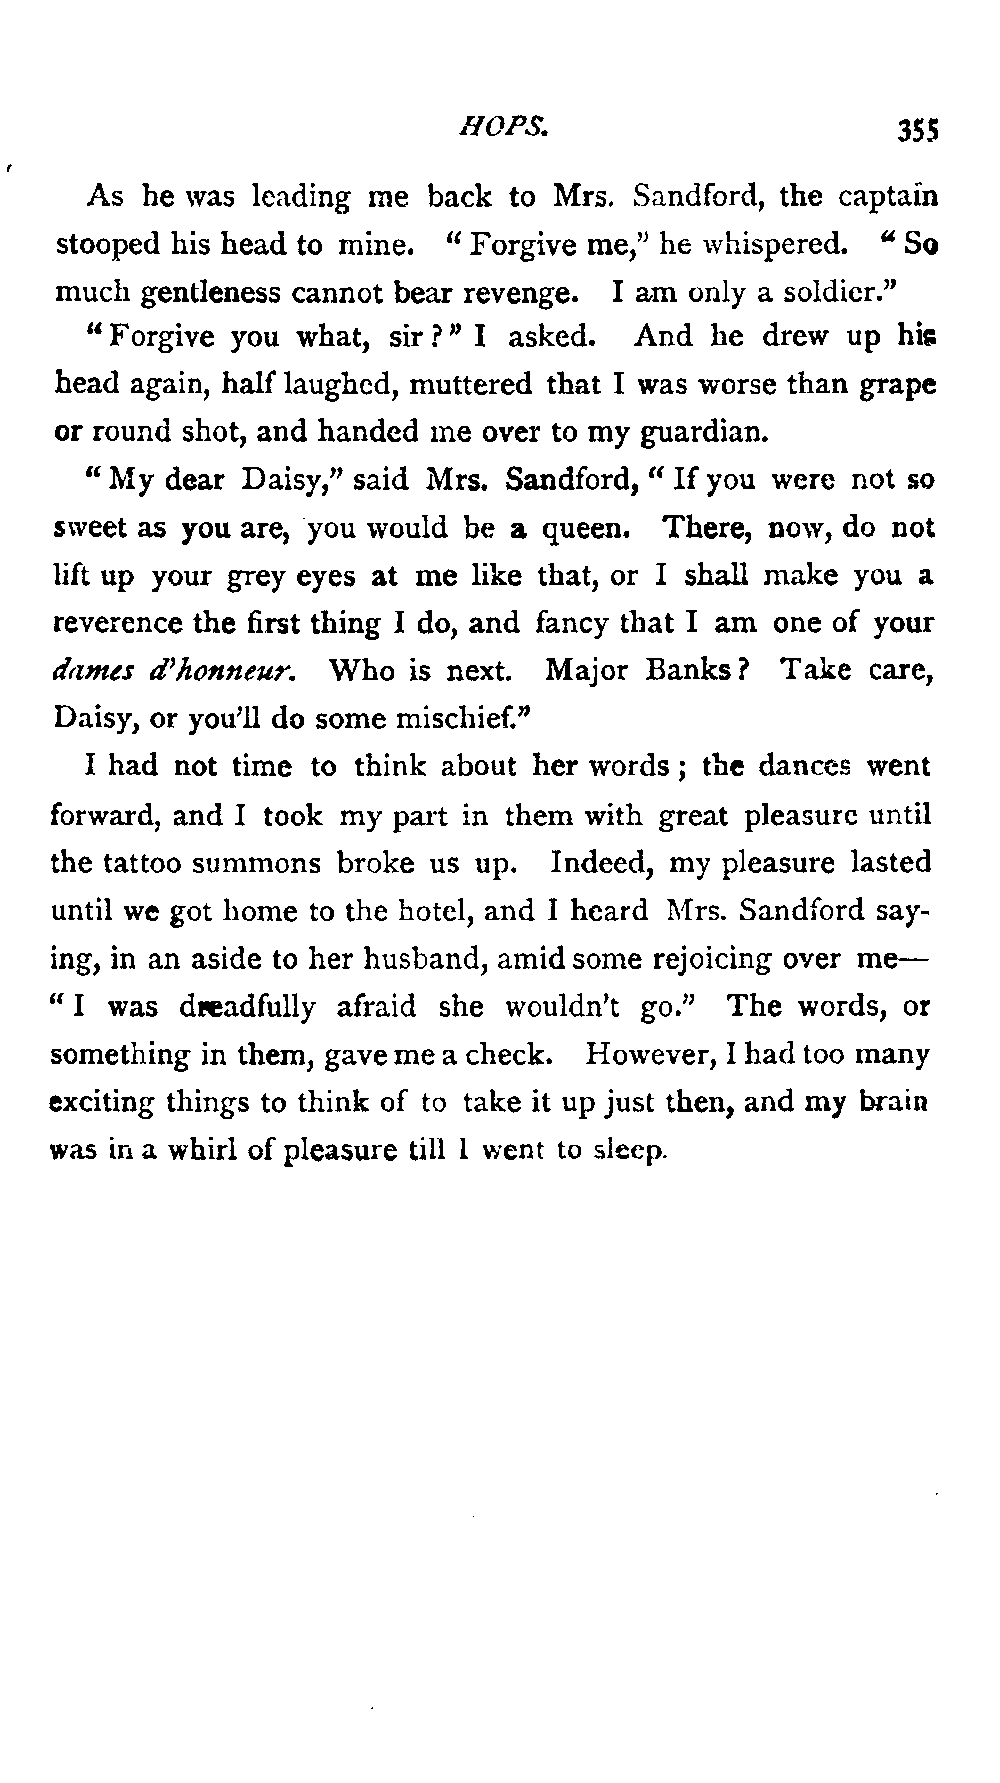 HOPS. 355
As he was leading me back to Mrs. Sandford, the captain
stooped his head to mine. “Forgive me,” he whispered. “So
much gentleness cannot bear revenge. I am only a soldier.”
“Forgive you what, sir?” I asked. And he drew up his
head again, half laughed, muttered that I was worse than grape
or round shot, and handed me over to my guardian.
“My dear Daisy,” said Mrs. Sandford, “If you were not so
sweet as you are, you would be a queen. There, now, do not
lift up your grey eyes at me like that, or I shall make you a
reverence the first thing I do, and fancy that I am one of your
dames d’honneur. Who is next. Major Banks? Take care,
Daisy, or you’ll do some mischief.”
I had not time to think about her words; the dances went
forward, and I took my part in them with great pleasure until
the tattoo summons broke us up. Indeed, my pleasure lasted
until we got home to the hotel, and I heard Mrs. Sandford say-
ing, in an aside to her husband, amid some rejoicing over me—
“I was dreadfully afraid she wouldn’t go.” The words, or
something in them, gave me a check. However, I had too many
exciting things to think of to take it up just then, and my brain
was in a whirl of pleasure till I went to sleep.